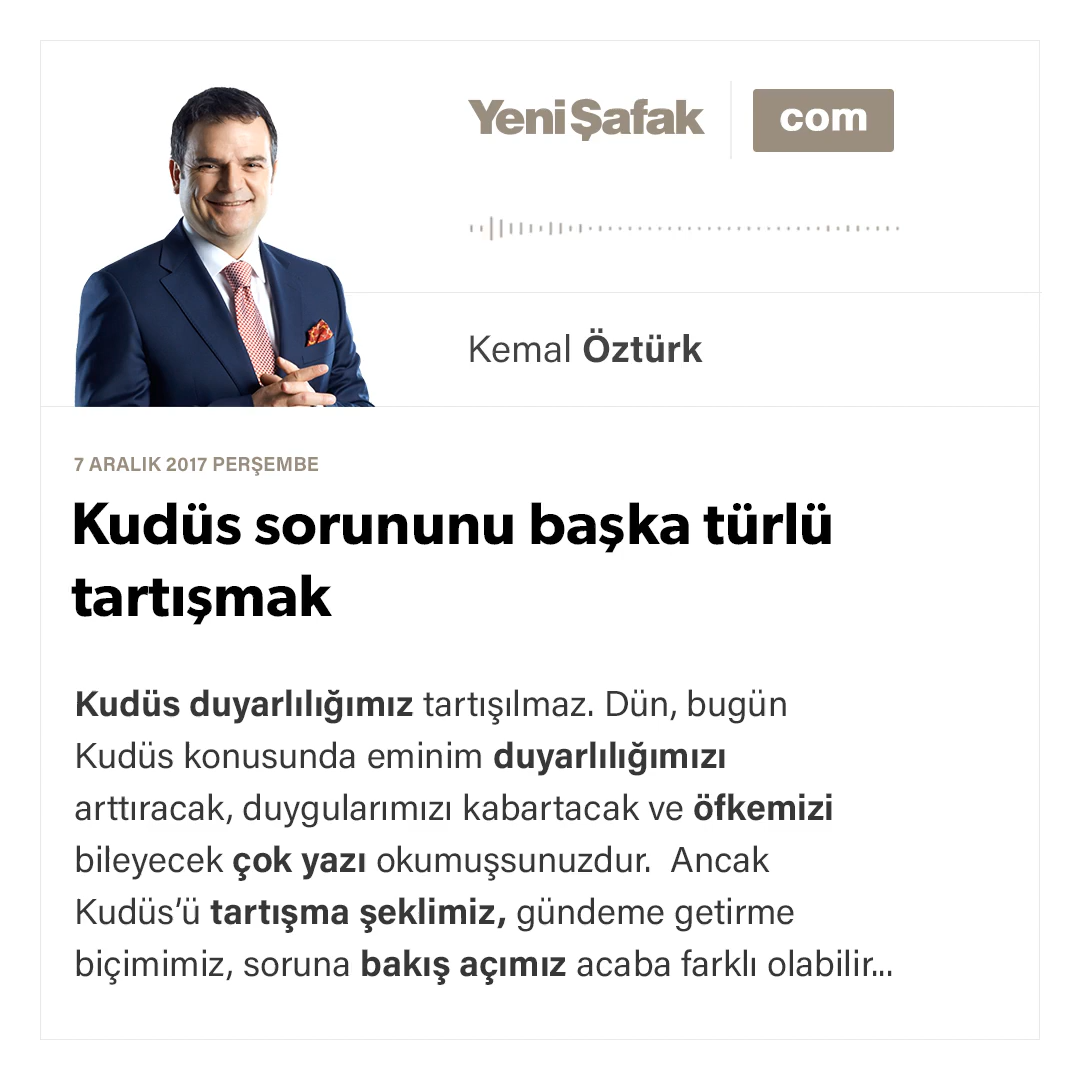 YeniŞafak com
Kemal Öztürk
7 ARALIK 2017 PERŞEMBE
Kudüs sorununu başka türlü
tartışmak
Kudüs duyarlılığımız tartışılmaz. Dün, bugün
Kudüs konusunda eminim duyarlılığımızı
arttıracak, duygularımızı kabartacak ve öfkemizi
bileyecek çok yazı okumuşsunuzdur.  Ancak
Kudüs’ü tartışma şeklimiz, gündeme getirme
biçimimiz, soruna bakış açımız acaba farklı olabilir...